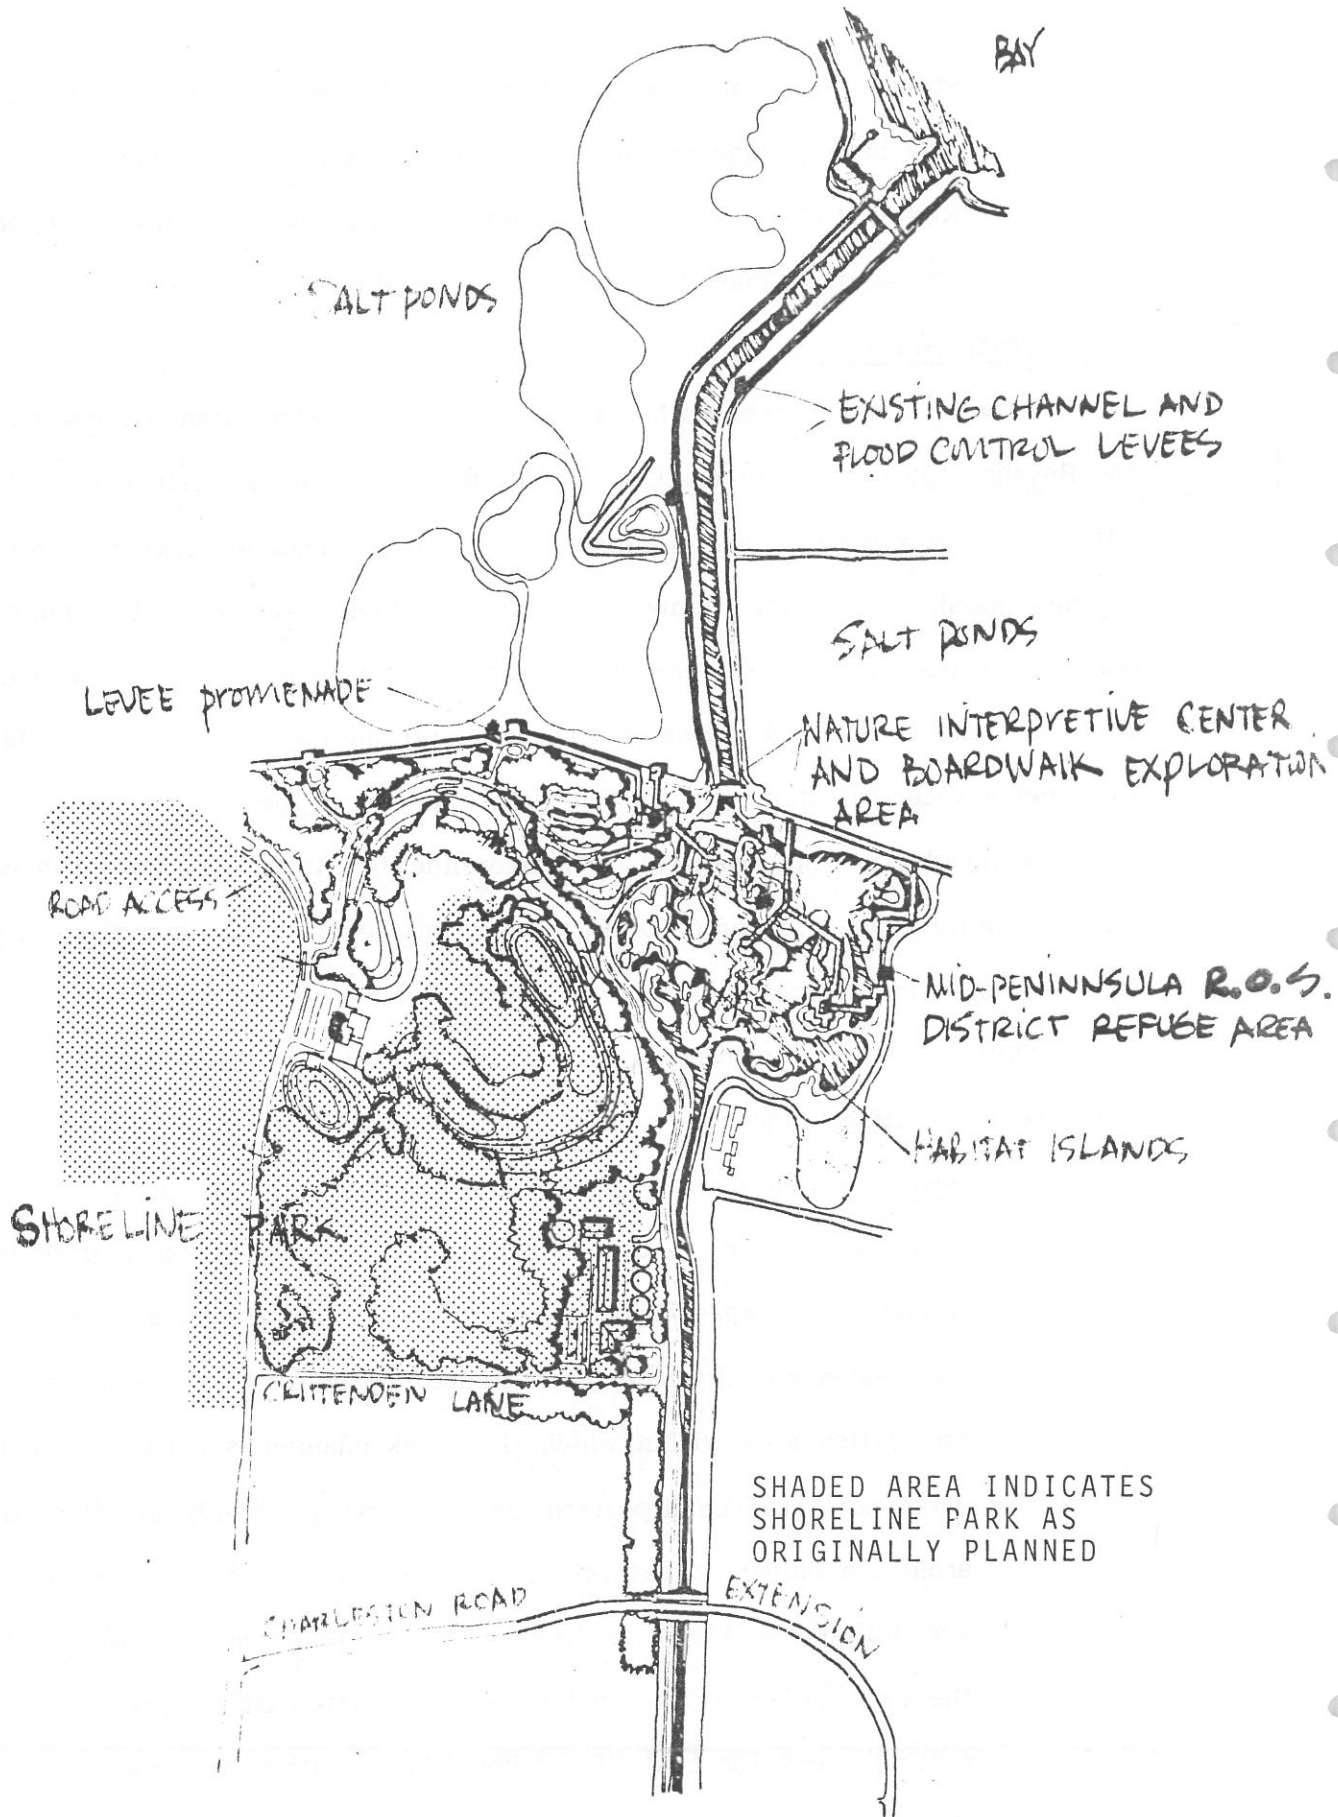 BAY
SALT PONDS
EXISTING CHANNEL AND
FLOOD CONTROL LEVEES
SALT PONDS
LEVEE PROMENADE
NATURE INTERPRETIVE CENTER
AND BOARDWALK EXPLORATION
AREA
ROAD ACCESS
MID-PENINNSULA R.O.S.
DISTRICT REFUGE AREA
HABITAT ISLANDS
SHORELINE PARK
CRITTENDEN LANE
SHADED AREA INDICATES
SHORELINE PARK AS
ORIGINALLY PLANNED
CHARLESTON ROAD EXTENSION